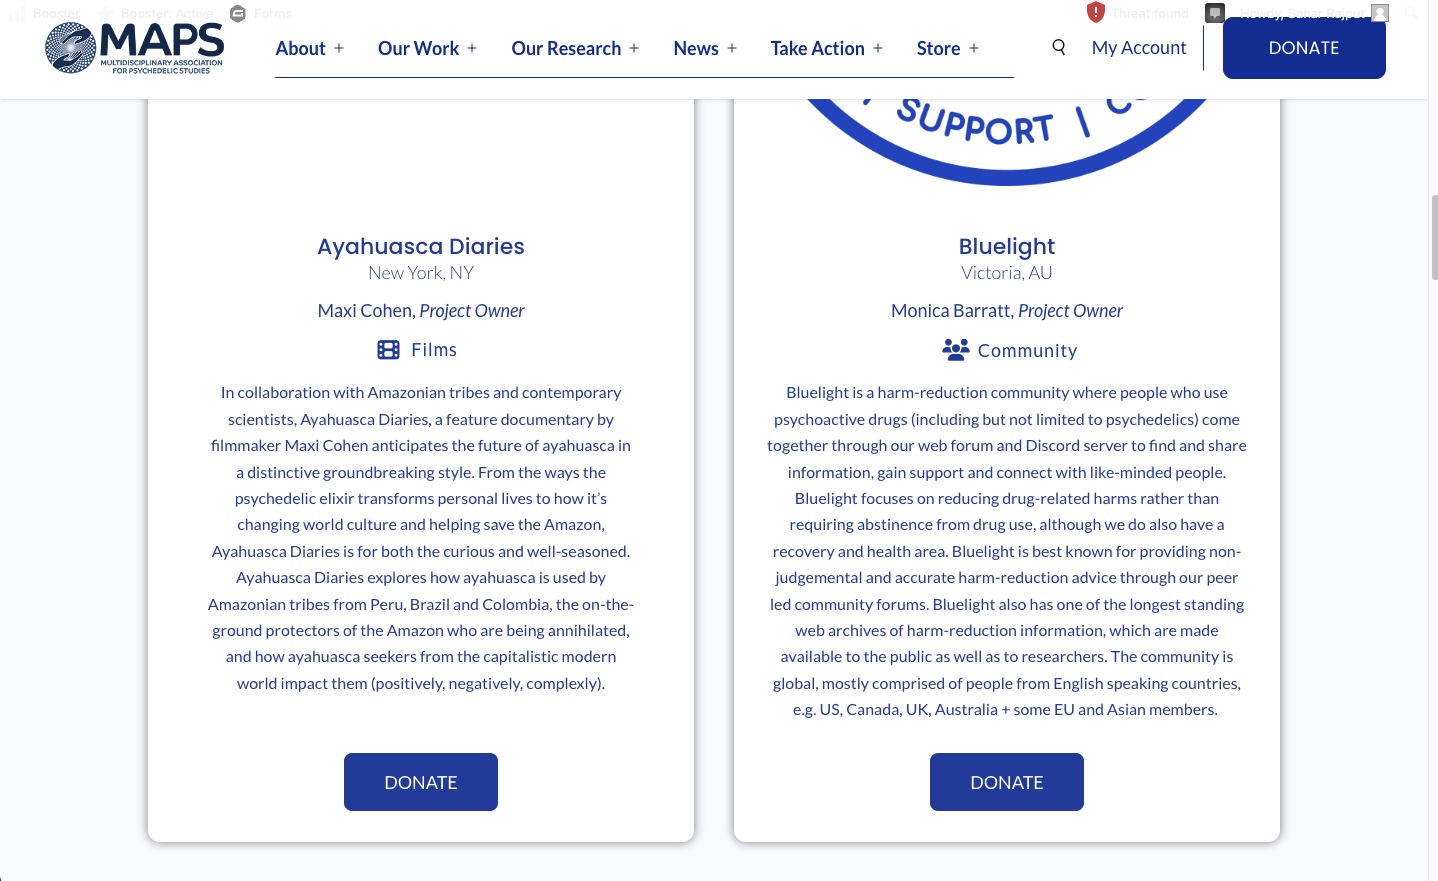 Booster
Booster: Active
Forms
Threat found
Howdy, Sahar Rajput
MAPS
MULTIDISCIPLINARY ASSOCIATION
FOR PSYCHEDELIC STUDIES
About +
Our Work +
Our Research +
News +
Take Action +
Store +
My Account
DONATE
SUPPORT |
Ayahuasca Diaries
New York, NY
Maxi Cohen, Project Owner
Films
In collaboration with Amazonian tribes and contemporary
scientists, Ayahuasca Diaries, a feature documentary by
filmmaker Maxi Cohen anticipates the future of ayahuasca in
a distinctive groundbreaking style. From the ways the
psychedelic elixir transforms personal lives to how it’s
changing world culture and helping save the Amazon,
Ayahuasca Diaries is for both the curious and well-seasoned.
Ayahuasca Diaries explores how ayahuasca is used by
Amazonian tribes from Peru, Brazil and Colombia, the on-the-
ground protectors of the Amazon who are being annihilated,
and how ayahuasca seekers from the capitalistic modern
world impact them (positively, negatively, complexly).
DONATE
Bluelight
Victoria, AU
Monica Barratt, Project Owner
Community
Bluelight is a harm-reduction community where people who use
psychoactive drugs (including but not limited to psychedelics) come
together through our web forum and Discord server to find and share
information, gain support and connect with like-minded people.
Bluelight focuses on reducing drug-related harms rather than
requiring abstinence from drug use, although we do also have a
recovery and health area. Bluelight is best known for providing non-
judgemental and accurate harm-reduction advice through our peer
led community forums. Bluelight also has one of the longest standing
web archives of harm-reduction information, which are made
available to the public as well as to researchers. The community is
global, mostly comprised of people from English speaking countries,
e.g. US, Canada, UK, Australia + some EU and Asian members.
DONATE